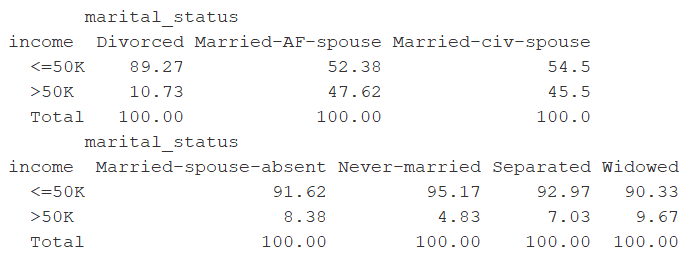 marital_status
income Divorced Married-AF-spouse Married-civ-spouse
<=50K 89.27 52.38 54.5
>50K 10.73 47.62 45.5
Total 100.00 100.00 100.0
marital_status
income Married-spouse-absent Never-married Separated Widowed
<=50K 91.62 95.17 92.97 90.33
>50K 8.38 4.83 7.03 9.67
Total 100.00 100.00 100.00 100.00